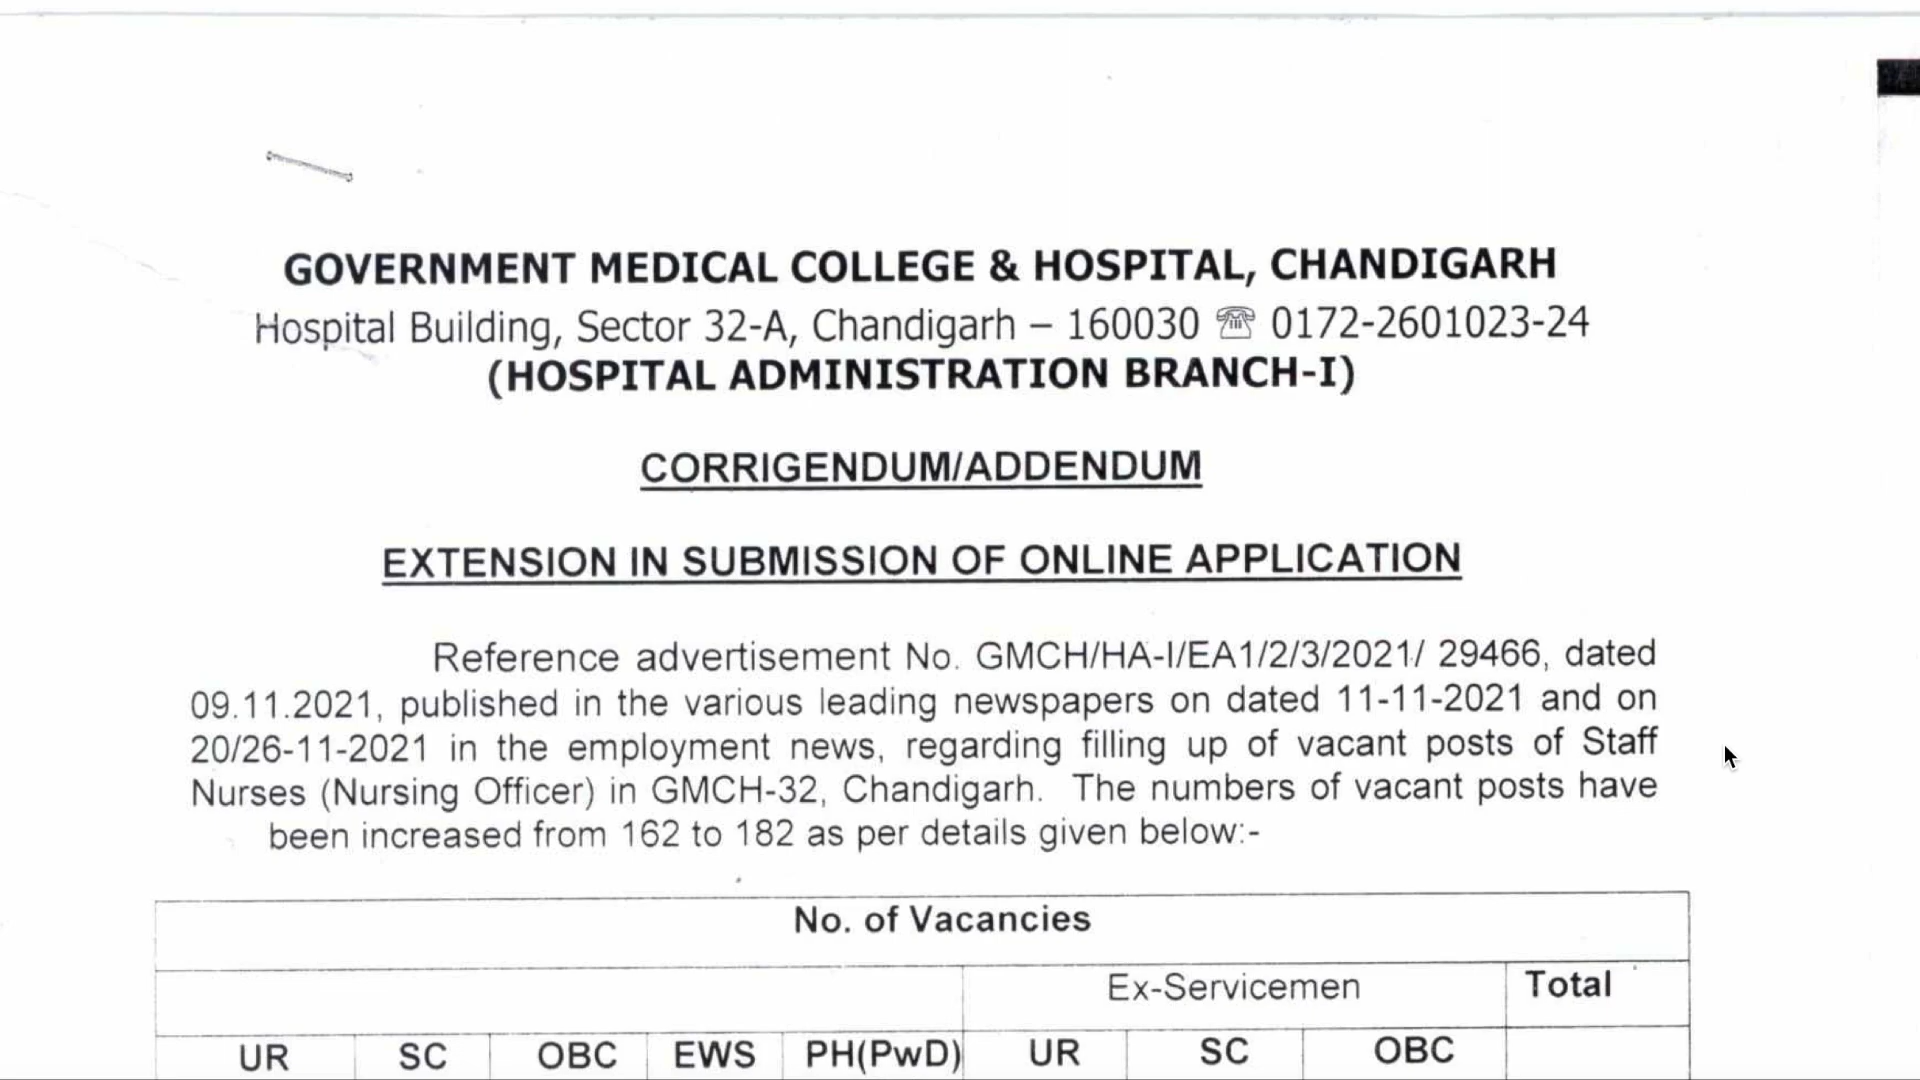 GOVERNMENT MEDICAL COLLEGE & HOSPITAL, CHANDIGARH
Hospital Building, Sector 32-A, Chandigarh – 160030 ☏ 0172-2601023-24
(HOSPITAL ADMINISTRATION BRANCH-I)
CORRIGENDUM/ADDENDUM
EXTENSION IN SUBMISSION OF ONLINE APPLICATION
Reference advertisement No. GMCH/HA-I/EA1/2/3/2021/ 29466, dated
09.11.2021, published in the various leading newspapers on dated 11-11-2021 and on
20/26-11-2021 in the employment news, regarding filling up of vacant posts of Staff
Nurses (Nursing Officer) in GMCH-32, Chandigarh. The numbers of vacant posts have
been increased from 162 to 182 as per details given below:-
No. of Vacancies
Ex-Servicemen Total
UR SC OBC EWS PH(PwD) UR SC OBC